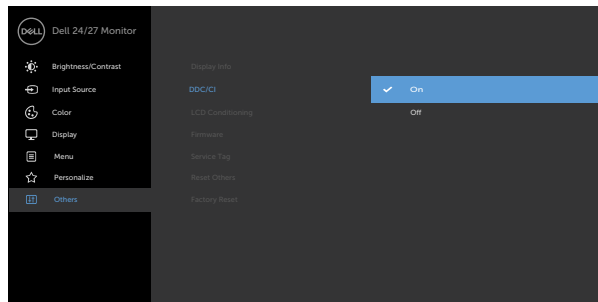 DELL
Dell 24/27 Monitor
Brightness/Contrast
Input Source
Color
Display
Menu
Personalize
Others
Display Info
DDC/CI
LCD Conditioning
Firmware
Service Tag
Reset Others
Factory Reset
On
Off